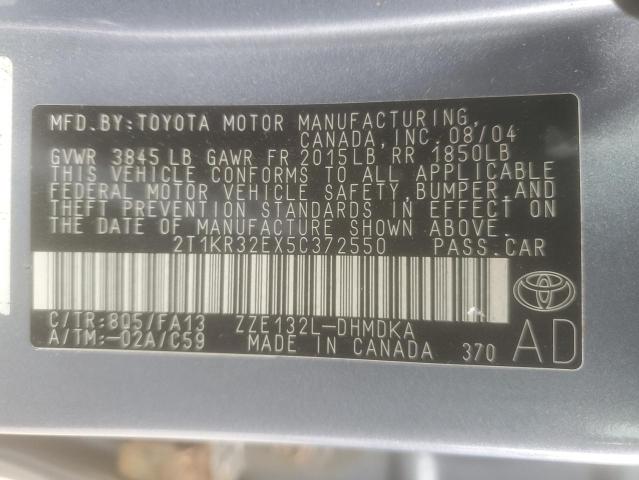 MFD.BY:TOYOTA MOTOR MANUFACTURING,
CANADA, INC. 08/04
GVWR 3845 LB GAWR FR 2015LB RR 1850LB
THIS VEHICLE CONFORMS TO ALL APPLICABLE
FEDERAL MOTOR VEHICLE SAFETY, BUMPER, AND
THEFT PREVENTION STANDARDS IN EFFECT ON
THE DATE OF MANUFACTURE SHOWN ABOVE.
2T1KR32EX5C372550 PASS.CAR
C/TR:8Q5/FA13 ZZE132L-DHMDKA
A/TM:-02A/C59 MADE IN CANADA 370
AD